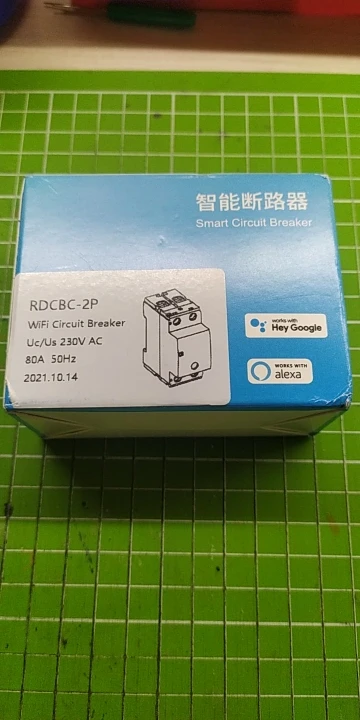 智能断路器
Smart Circuit Breaker
RDCBC-2P
WiFi Circuit Breaker
Uc/Us 230V AC
80A 50Hz
2021.10.14
works with
Hey Google
WORKS WITH
alexa